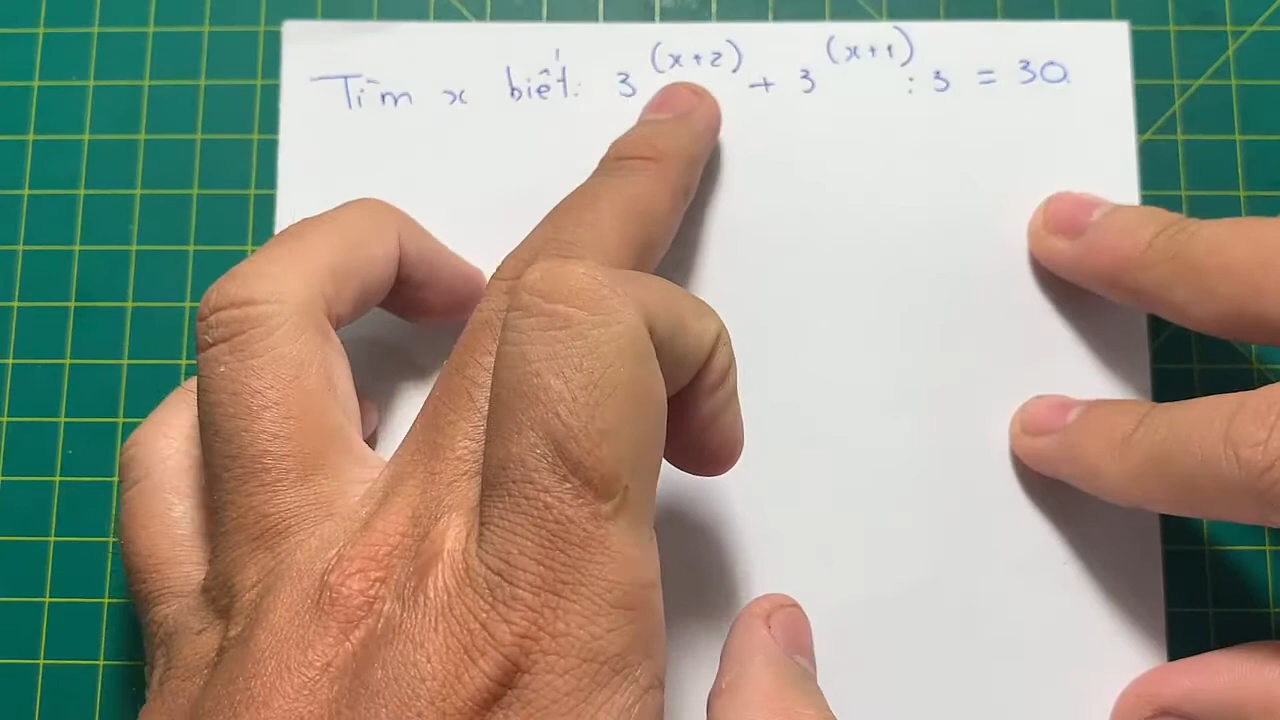 Tìm x biết: 3^(x+2) + 3^(x+1) : 3 = 30.